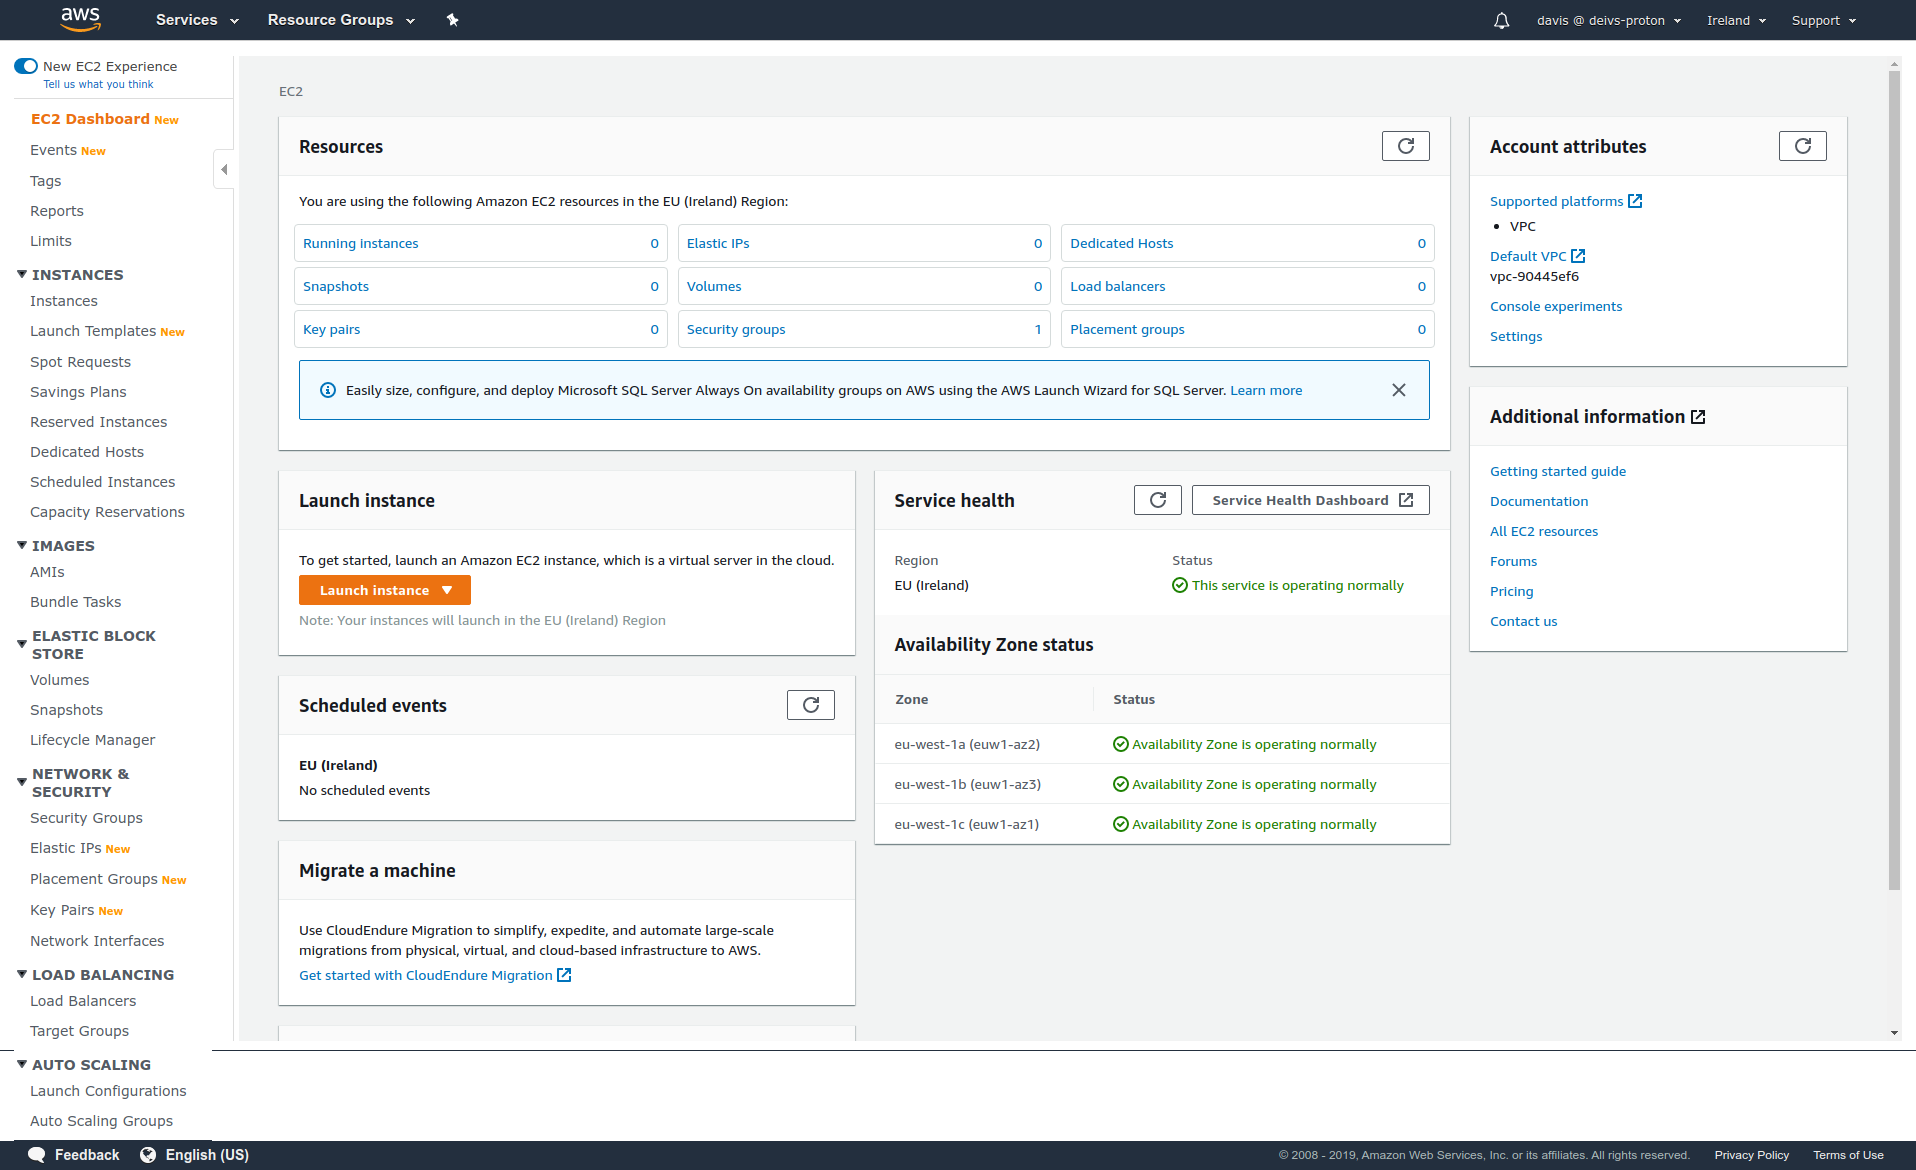 aws Services Resource Groups davis @ deivs-proton Ireland Support
New EC2 Experience
Tell us what you think
EC2 Dashboard New
Events New
Tags
Reports
Limits
INSTANCES
Instances
Launch Templates New
Spot Requests
Savings Plans
Reserved Instances
Dedicated Hosts
Scheduled Instances
Capacity Reservations
IMAGES
AMIs
Bundle Tasks
ELASTIC BLOCK
STORE
Volumes
Snapshots
Lifecycle Manager
NETWORK &
SECURITY
Security Groups
Elastic IPs New
Placement Groups New
Key Pairs New
Network Interfaces
LOAD BALANCING
Load Balancers
Target Groups
AUTO SCALING
Launch Configurations
Auto Scaling Groups
EC2
Resources
You are using the following Amazon EC2 resources in the EU (Ireland) Region:
Running instances 0 Elastic IPs 0 Dedicated Hosts 0
Snapshots 0 Volumes 0 Load balancers 0
Key pairs 0 Security groups 1 Placement groups 0
Easily size, configure, and deploy Microsoft SQL Server Always On availability groups on AWS using the AWS Launch Wizard for SQL Server. Learn more
Launch instance
To get started, launch an Amazon EC2 instance, which is a virtual server in the cloud.
Launch instance
Note: Your instances will launch in the EU (Ireland) Region
Scheduled events
EU (Ireland)
No scheduled events
Migrate a machine
Use CloudEndure Migration to simplify, expedite, and automate large-scale
migrations from physical, virtual, and cloud-based infrastructure to AWS.
Get started with CloudEndure Migration
Service health Service Health Dashboard
Region Status
EU (Ireland) This service is operating normally
Availability Zone status
Zone Status
eu-west-1a (euw1-az2) Availability Zone is operating normally
eu-west-1b (euw1-az3) Availability Zone is operating normally
eu-west-1c (euw1-az1) Availability Zone is operating normally
Account attributes
Supported platforms
• VPC
Default VPC
vpc-90445ef6
Console experiments
Settings
Additional information
Getting started guide
Documentation
All EC2 resources
Forums
Pricing
Contact us
Feedback English (US) © 2008 - 2019, Amazon Web Services, Inc. or its affiliates. All rights reserved. Privacy Policy Terms of Use